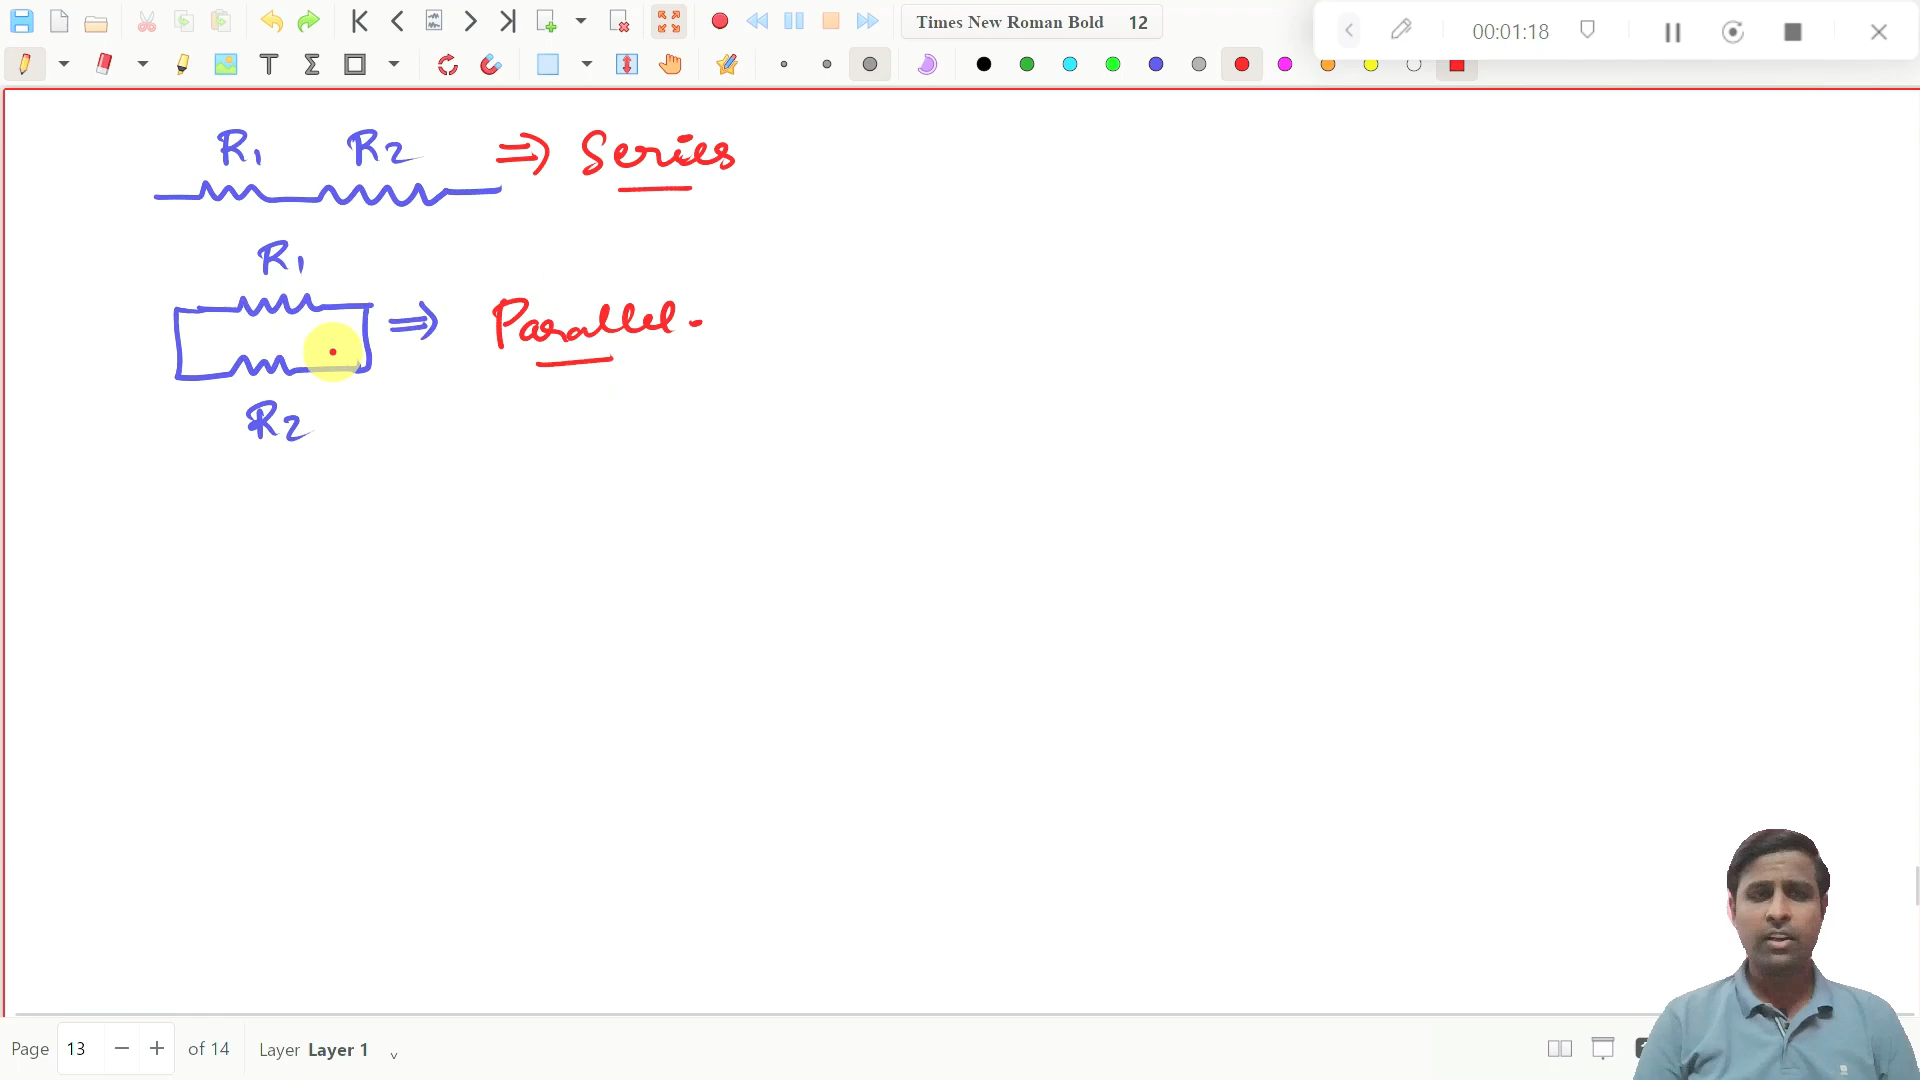 Times New Roman Bold 12
00:01:18
R1 R2 ⇒ Series
R1
⇒ Parallel.
R2
Page 13 of 14 Layer Layer 1